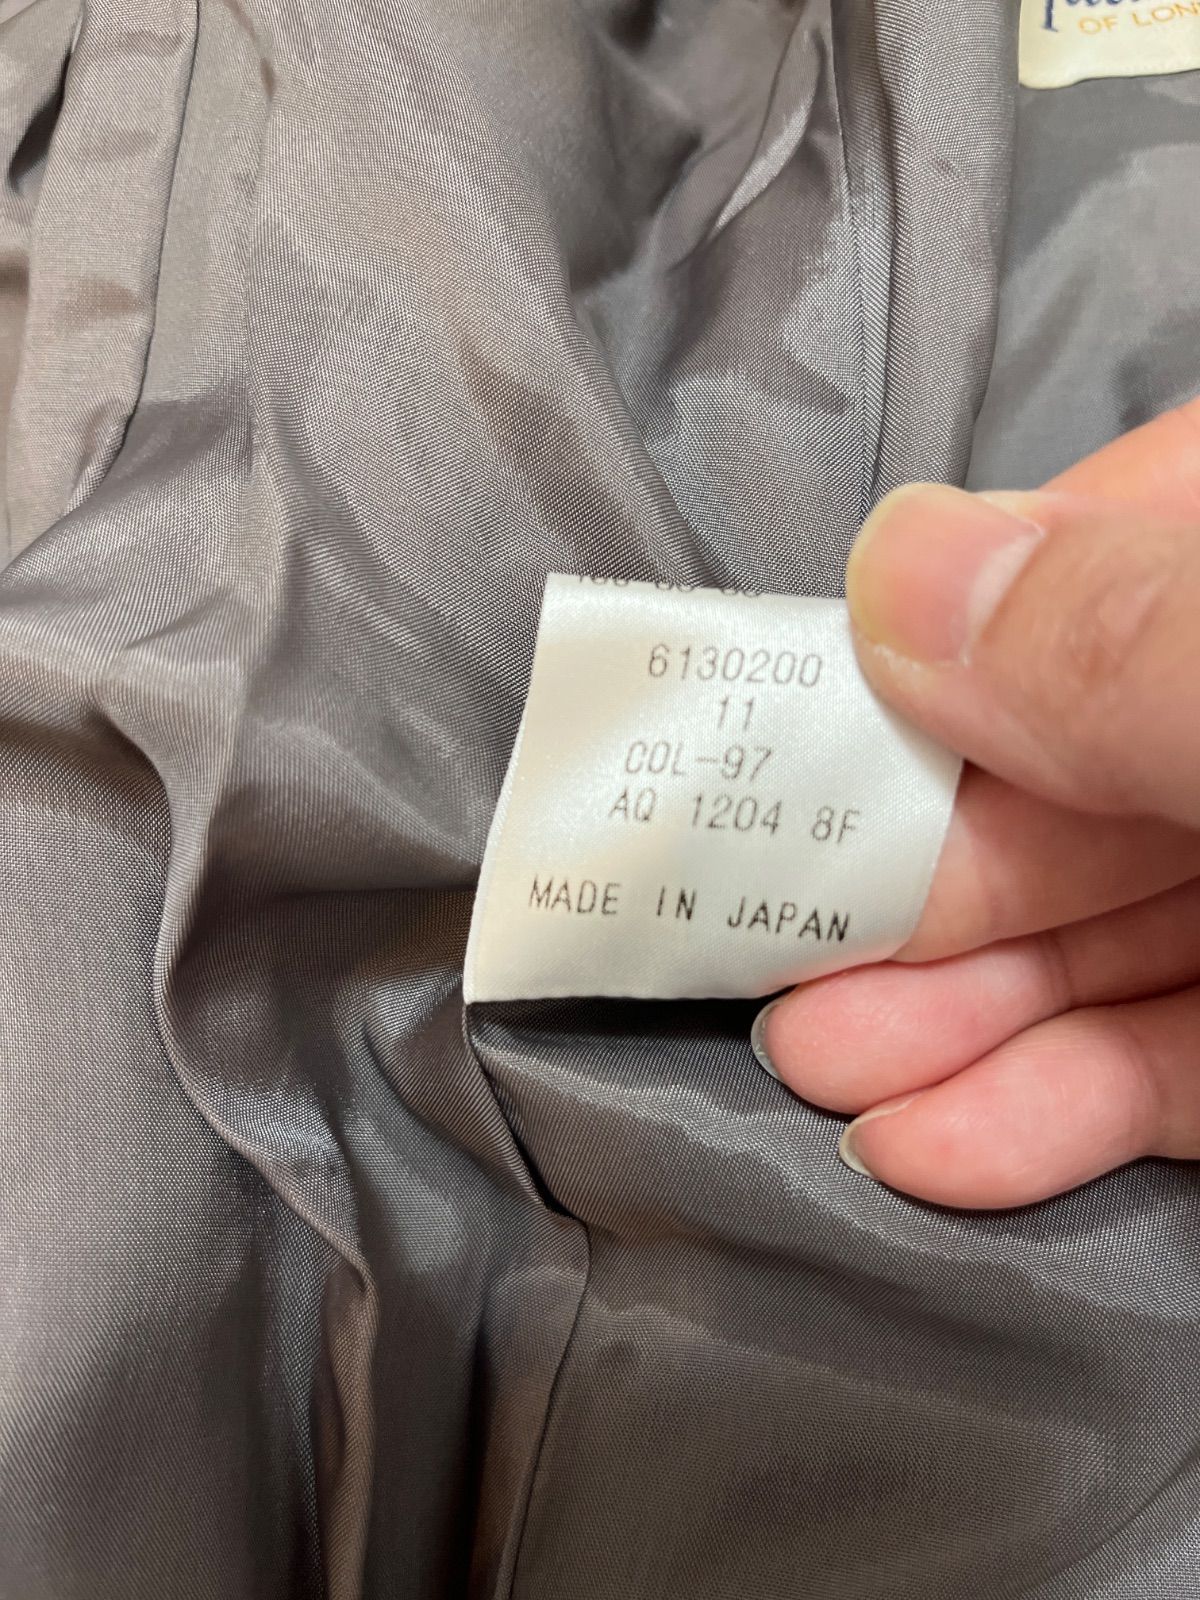 OF LON
6130200
11
COL-97
AQ 1204 8F
MADE IN JAPAN